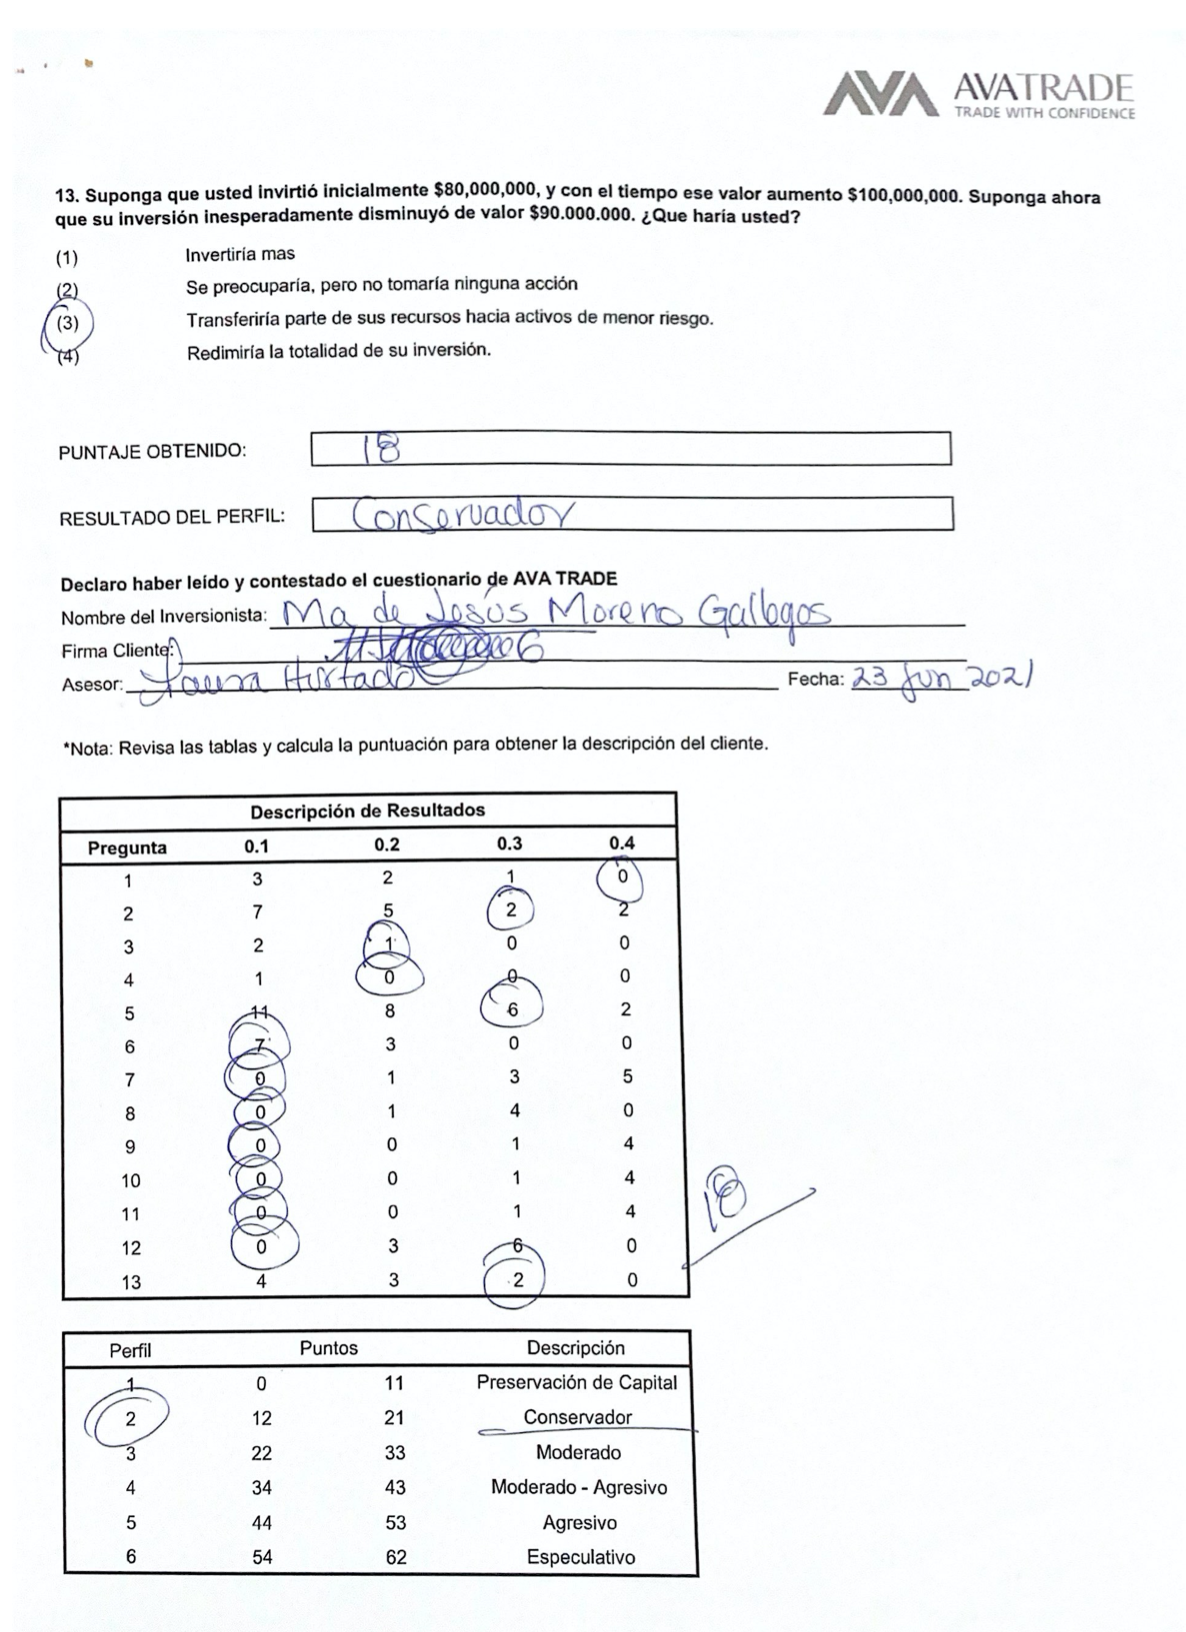 AVA AVATRADE
TRADE WITH CONFIDENCE
13. Suponga que usted invirtió inicialmente $80,000,000, y con el tiempo ese valor aumento $100,000,000. Suponga ahora
que su inversión inesperadamente disminuyó de valor $90.000.000. ¿Que haría usted?
(1) Invertiría mas
(2) Se preocuparía, pero no tomaría ninguna acción
(3) Transferiría parte de sus recursos hacia activos de menor riesgo.
(4) Redimiría la totalidad de su inversión.
PUNTAJE OBTENIDO: 18
RESULTADO DEL PERFIL: Conservador
Declaro haber leído y contestado el cuestionario de AVA TRADE
Nombre del Inversionista: Ma de Jesús Moreno Gallegos
Firma Cliente:
Asesor: Laura Hurtado Fecha: 23 Jun 2021
*Nota: Revisa las tablas y calcula la puntuación para obtener la descripción del cliente.
Descripción de Resultados
Pregunta 0.1 0.2 0.3 0.4
1 3 2 1 0
2 7 5 2 2
3 2 1 0 0
4 1 0 0 0
5 11 8 6 2
6 7 3 0 0
7 0 1 3 5
8 0 1 4 0
9 0 0 1 4
10 0 0 1 4
11 0 0 1 4
12 0 3 6 0
13 4 3 2 0
18
Perfil Puntos Descripción
1 0 11 Preservación de Capital
2 12 21 Conservador
3 22 33 Moderado
4 34 43 Moderado - Agresivo
5 44 53 Agresivo
6 54 62 Especulativo